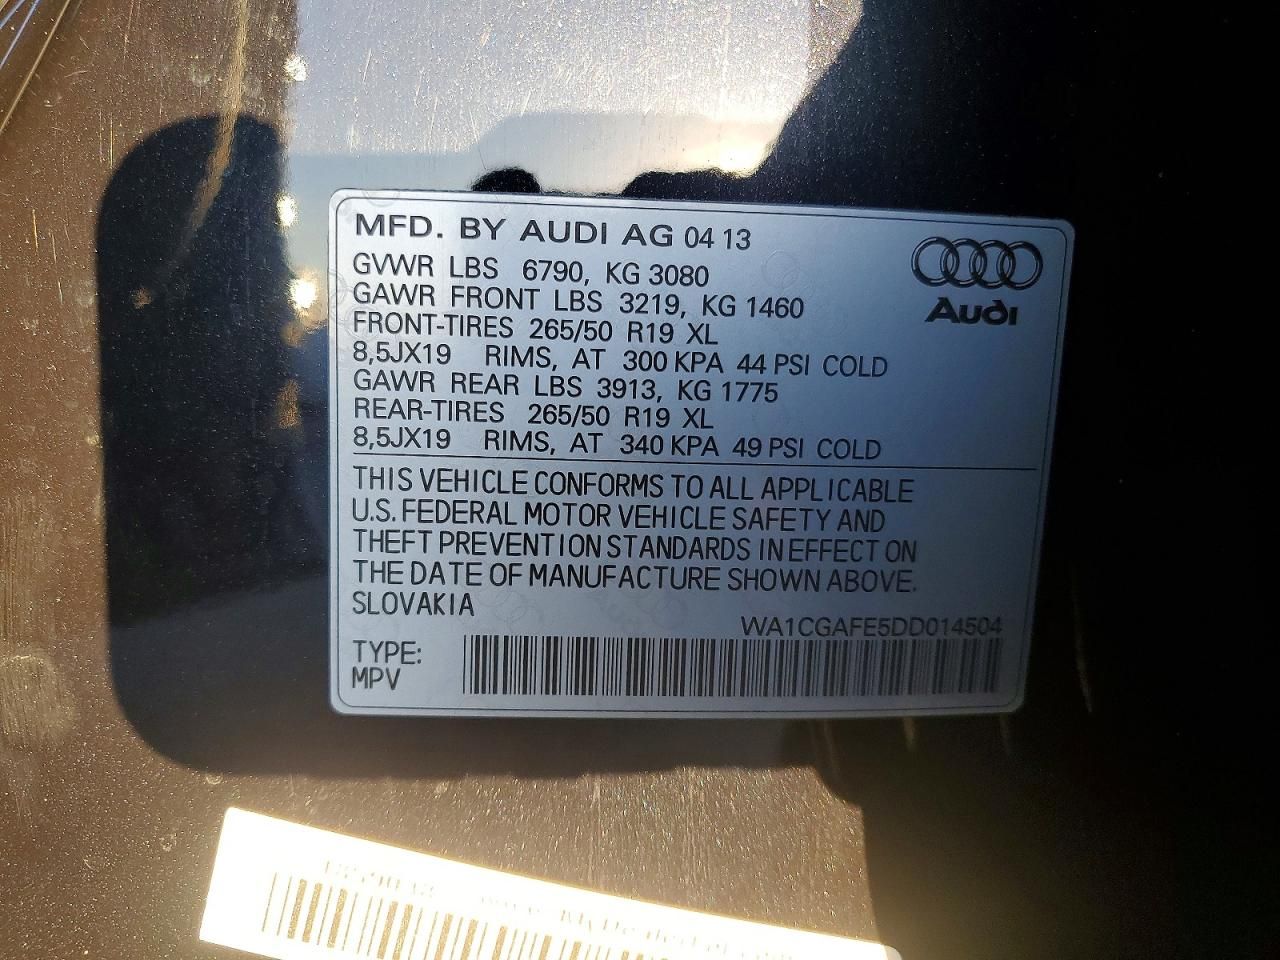 MFD. BY AUDI AG 04 13
GVWR LBS 6790, KG 3080
GAWR FRONT LBS 3219, KG 1460
FRONT-TIRES 265/50 R19 XL
8,5JX19 RIMS, AT 300 KPA 44 PSI COLD
GAWR REAR LBS 3913, KG 1775
REAR-TIRES 265/50 R19 XL
8,5JX19 RIMS, AT 340 KPA 49 PSI COLD
Audi
THIS VEHICLE CONFORMS TO ALL APPLICABLE
U.S. FEDERAL MOTOR VEHICLE SAFETY AND
THEFT PREVENTION STANDARDS IN EFFECT ON
THE DATE OF MANUFACTURE SHOWN ABOVE.
SLOVAKIA
WA1CGAFE5DD014504
TYPE:
MPV